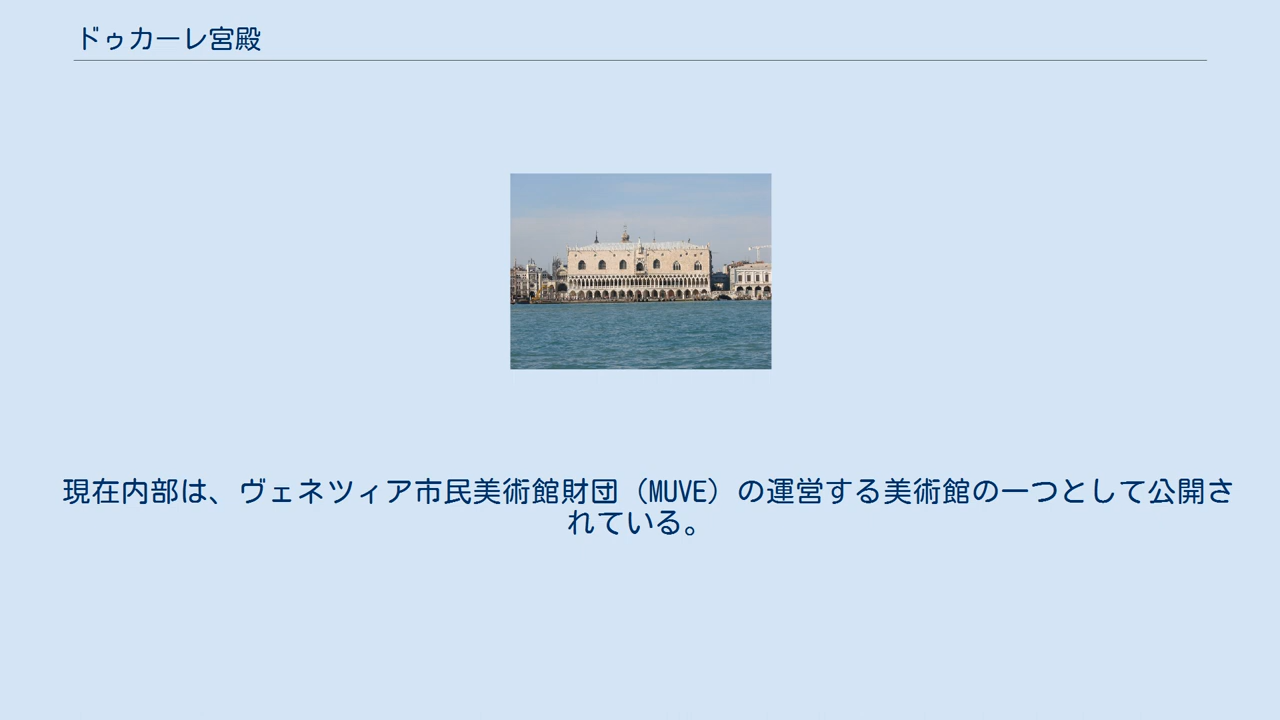 ドゥカーレ宮殿
現在内部は、ヴェネツィア市民美術館財団（MUVE）の運営する美術館の一つとして公開さ
れている。